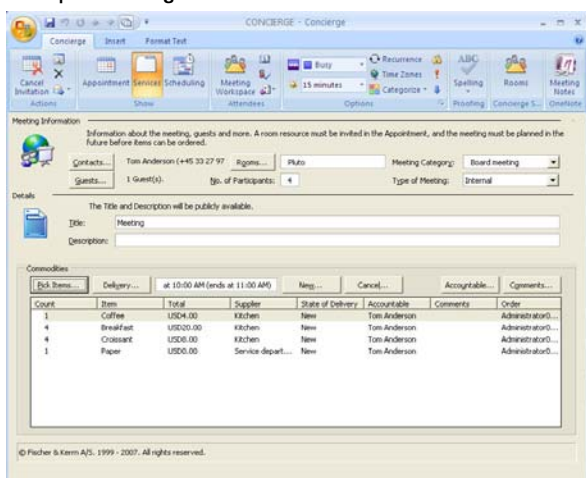 CONCIERGE - Concierge
Concierge Insert Format Text
Cancel Invitation
Appointment Services Scheduling
Meeting Workspace
Busy
15 minutes
Recurrence
Time Zones
Categorize
ABC
Spelling
Rooms
Meeting Notes
Actions Show Attendees Options Proofing Concierge S... OneNote
Meeting Information
Information about the meeting, guests and more. A room resource must be invited in the Appointment, and the meeting must be planned in the
future before items can be ordered.
Contacts... Tom Anderson (+45 33 27 97 Rooms... Pluto Meeting Category: Board meeting
Guests... 1 Guest(s). No. of Participants: 4 Type of Meeting: Internal
Details
The Title and Description will be publicly available.
Title: Meeting
Description:
Commodities
Pick Items... Delivery... at 10:00 AM (ends at 11:00 AM) New... Cancel... Accountable... Comments...
Count Item Total Supplier State of Delivery Accountable Comments Order
1 Coffee USD4.00 Kitchen New Tom Anderson Administrator0...
4 Breakfast USD20.00 Kitchen New Tom Anderson Administrator0...
4 Croissant USD8.00 Kitchen New Tom Anderson Administrator0...
1 Paper USD0.00 Service depart... New Tom Anderson Administrator0...
© Fischer & Kerrn A/S. 1999 - 2007. All rights reserved.